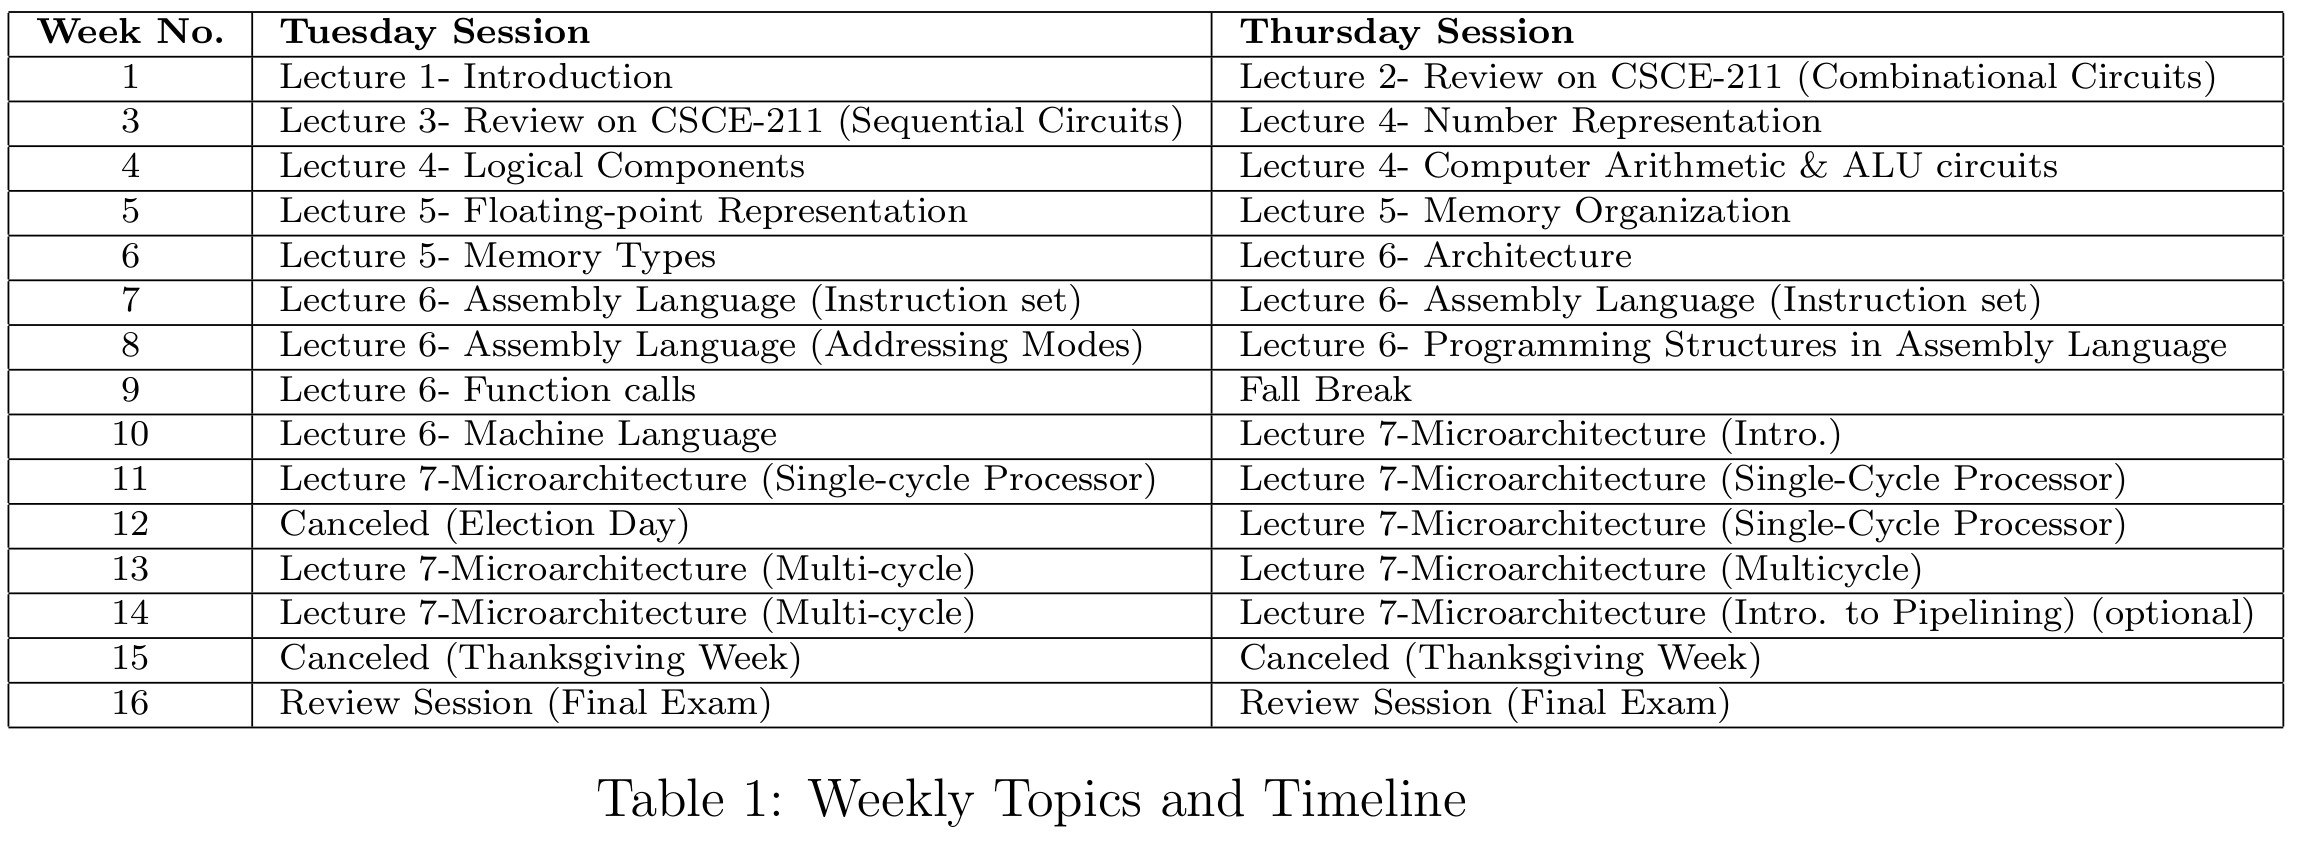 Week No. Tuesday Session Thursday Session
1 Lecture 1- Introduction Lecture 2- Review on CSCE-211 (Combinational Circuits)
3 Lecture 3- Review on CSCE-211 (Sequential Circuits) Lecture 4- Number Representation
4 Lecture 4- Logical Components Lecture 4- Computer Arithmetic & ALU circuits
5 Lecture 5- Floating-point Representation Lecture 5- Memory Organization
6 Lecture 5- Memory Types Lecture 6- Architecture
7 Lecture 6- Assembly Language (Instruction set) Lecture 6- Assembly Language (Instruction set)
8 Lecture 6- Assembly Language (Addressing Modes) Lecture 6- Programming Structures in Assembly Language
9 Lecture 6- Function calls Fall Break
10 Lecture 6- Machine Language Lecture 7-Microarchitecture (Intro.)
11 Lecture 7-Microarchitecture (Single-cycle Processor) Lecture 7-Microarchitecture (Single-Cycle Processor)
12 Canceled (Election Day) Lecture 7-Microarchitecture (Single-Cycle Processor)
13 Lecture 7-Microarchitecture (Multi-cycle) Lecture 7-Microarchitecture (Multicycle)
14 Lecture 7-Microarchitecture (Multi-cycle) Lecture 7-Microarchitecture (Intro. to Pipelining) (optional)
15 Canceled (Thanksgiving Week) Canceled (Thanksgiving Week)
16 Review Session (Final Exam) Review Session (Final Exam)
Table 1: Weekly Topics and Timeline